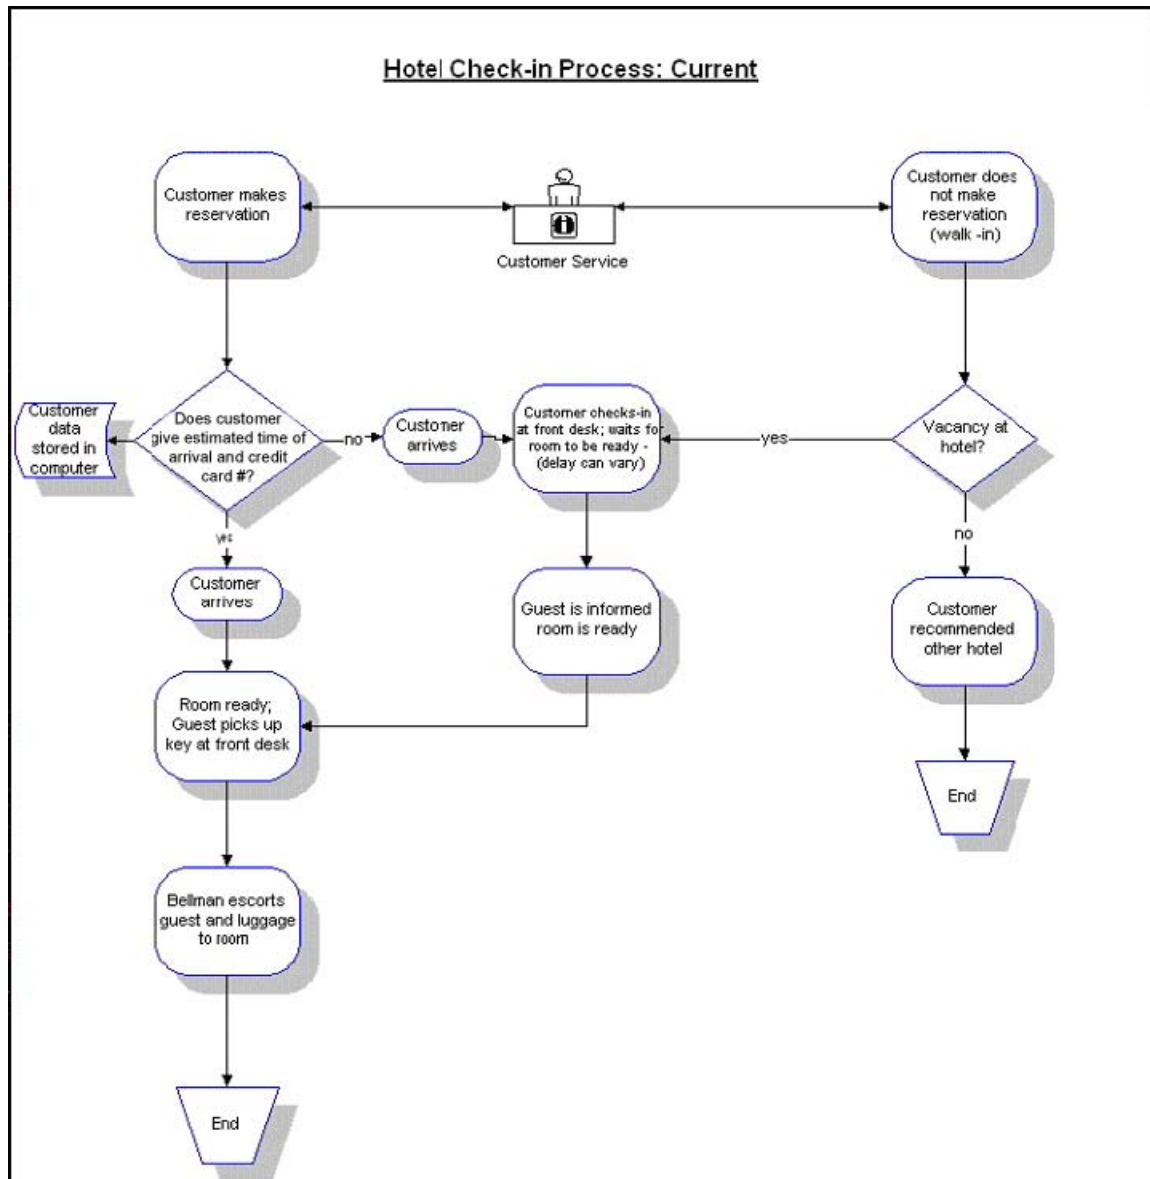 Hotel Check-in Process: Current
Customer makes
reservation
Customer Service
Customer does
not make
reservation
(walk -in)
Customer
data
stored in
computer
Does customer
give estimated time of
arrival and credit
card #?
no
Customer
arrives
Customer checks-in
at front desk; waits for
room to be ready -
(delay can vary)
yes
Vacancy at
hotel?
yes
no
Customer
arrives
Guest is informed
room is ready
Customer
recommended
other hotel
Room ready;
Guest picks up
key at front desk
End
Bellman escorts
guest and luggage
to room
End